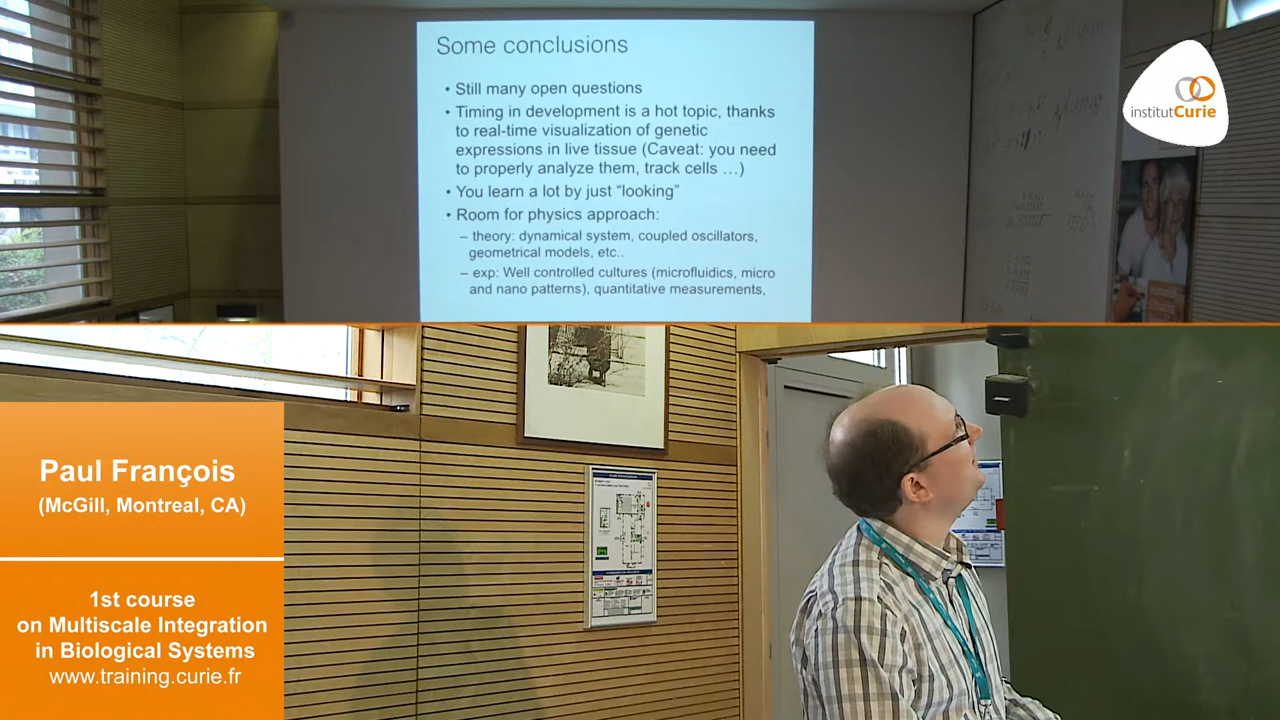 Some conclusions
• Still many open questions
• Timing in development is a hot topic, thanks
to real-time visualization of genetic
expressions in live tissue (Caveat: you need
to properly analyze them, track cells …)
• You learn a lot by just “looking”
• Room for physics approach:
– theory: dynamical system, coupled oscillators,
geometrical models, etc..
– exp: Well controlled cultures (microfluidics, micro
and nano patterns), quantitative measurements,
institutCurie
Paul François
(McGill, Montreal, CA)
1st course
on Multiscale Integration
in Biological Systems
www.training.curie.fr